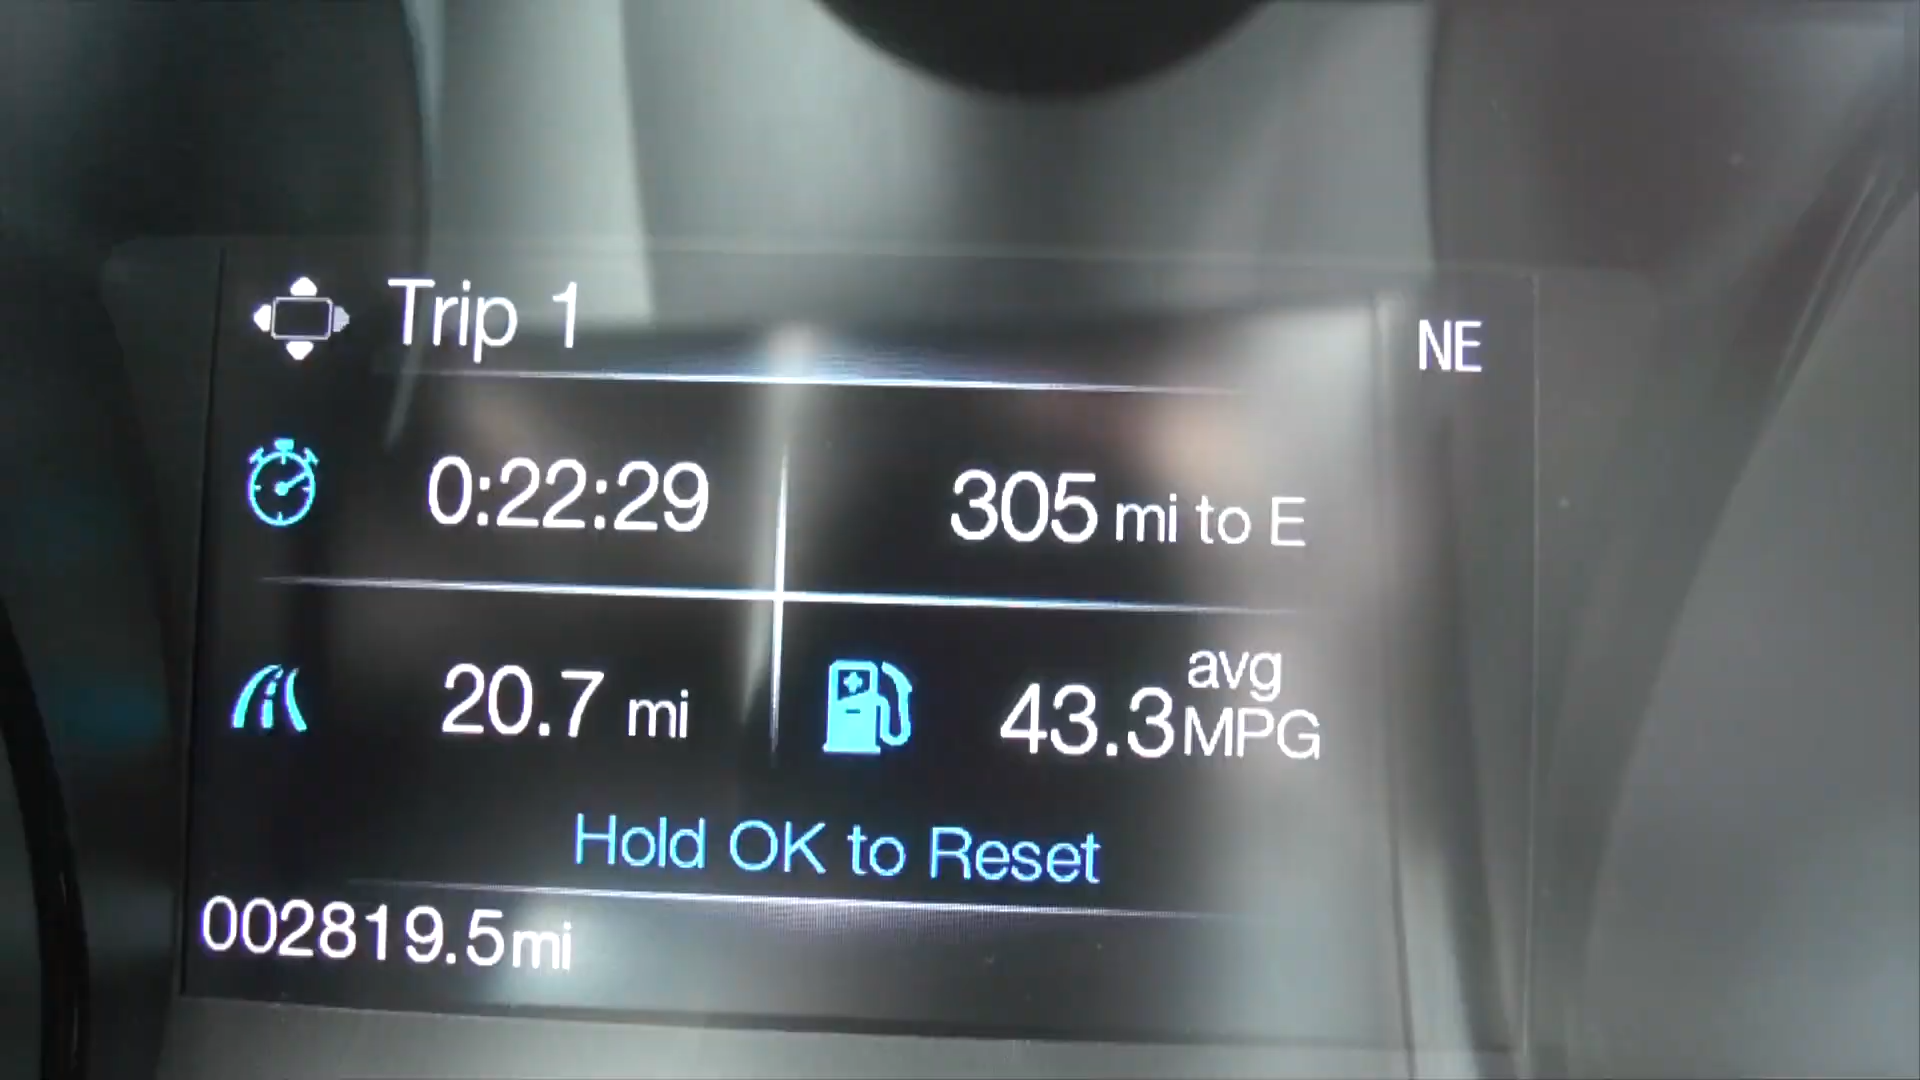 Trip 1
NE
0:22:29
305 mi to E
20.7 mi
43.3 avg MPG
Hold OK to Reset
002819.5mi